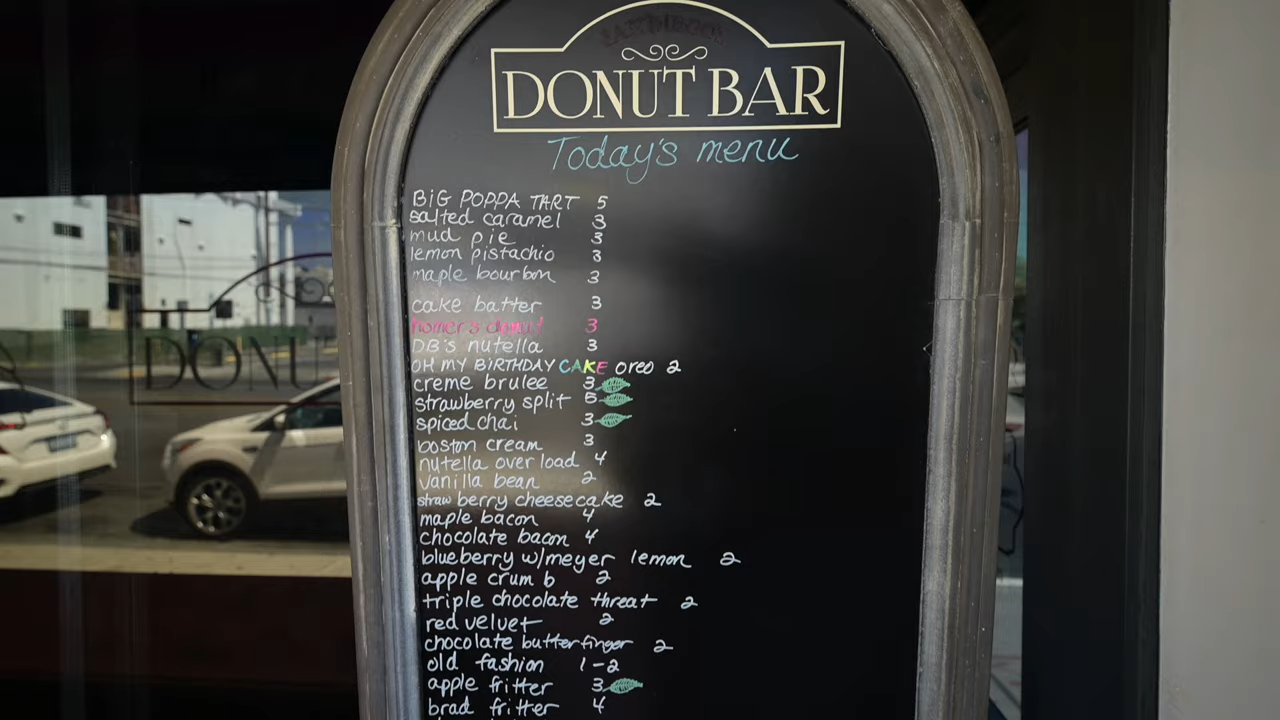 DONUT BAR
Today's menu
BIG POPPA TART 5
salted caramel 3
mud pie 3
lemon pistachio 3
maple bourbon 3
cake batter 3
homer's donut 3
DB's nutella 3
OH MY BIRTHDAY CAKE oreo 2
creme brulee 3
strawberry split 5
spiced chai 3
boston cream 3
nutella over load 4
vanilla bean 2
straw berry cheesecake 2
maple bacon 4
chocolate bacon 4
blueberry w/meyer lemon 2
apple crum b 2
triple chocolate threat 2
red velvet 2
chocolate butterfinger 2
old fashion 1-2
apple fritter 3
brad fritter 4
DONU